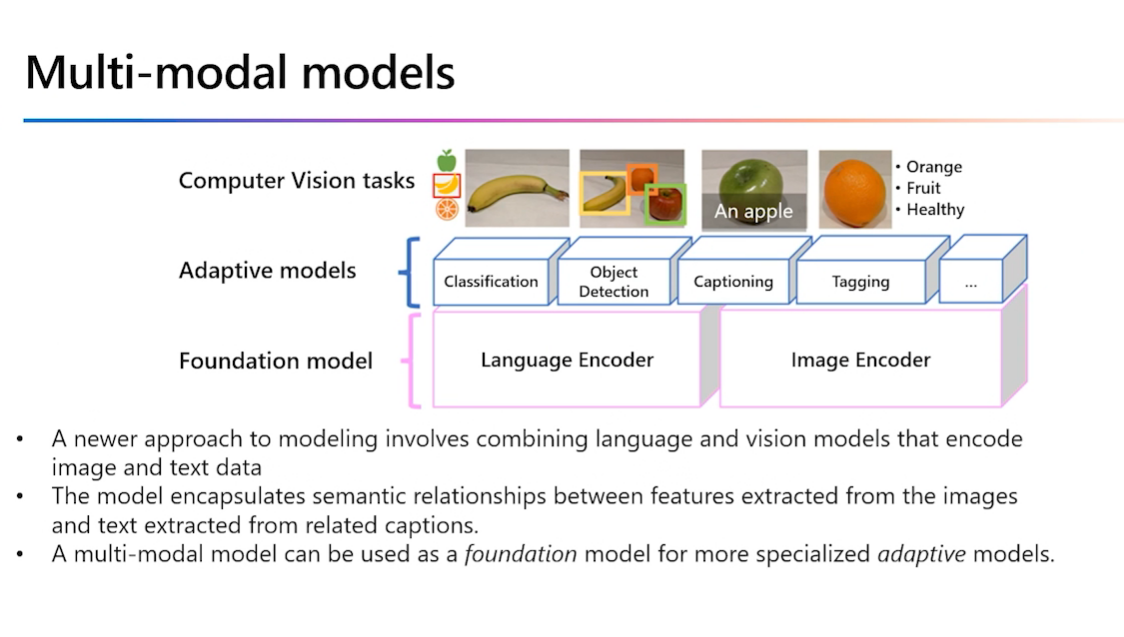 Multi-modal models
Computer Vision tasks
An apple
• Orange
• Fruit
• Healthy
Adaptive models
Classification
Object
Detection
Captioning
Tagging
...
Foundation model
Language Encoder
Image Encoder
• A newer approach to modeling involves combining language and vision models that encode
image and text data
• The model encapsulates semantic relationships between features extracted from the images
and text extracted from related captions.
• A multi-modal model can be used as a foundation model for more specialized adaptive models.